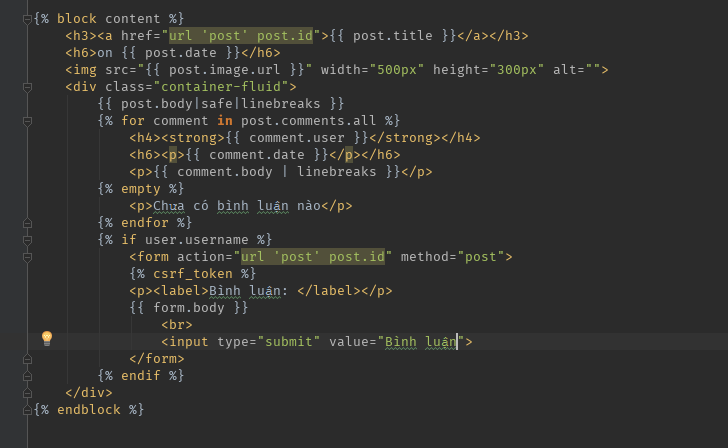 {% block content %}
<h3><a href="url 'post' post.id">{{ post.title }}</a></h3>
<h6>on {{ post.date }}</h6>
<img src="{{ post.image.url }}" width="500px" height="300px" alt="">
<div class="container-fluid">
{{ post.body|safe|linebreaks }}
{% for comment in post.comments.all %}
<h4><strong>{{ comment.user }}</strong></h4>
<h6><p>{{ comment.date }}</p></h6>
<p>{{ comment.body | linebreaks }}</p>
{% empty %}
<p>Chưa có bình luận nào</p>
{% endfor %}
{% if user.username %}
<form action="url 'post' post.id" method="post">
{% csrf_token %}
<p><label>Bình luận: </label></p>
{{ form.body }}
<br>
<input type="submit" value="Bình luận">
</form>
{% endif %}
</div>
{% endblock %}